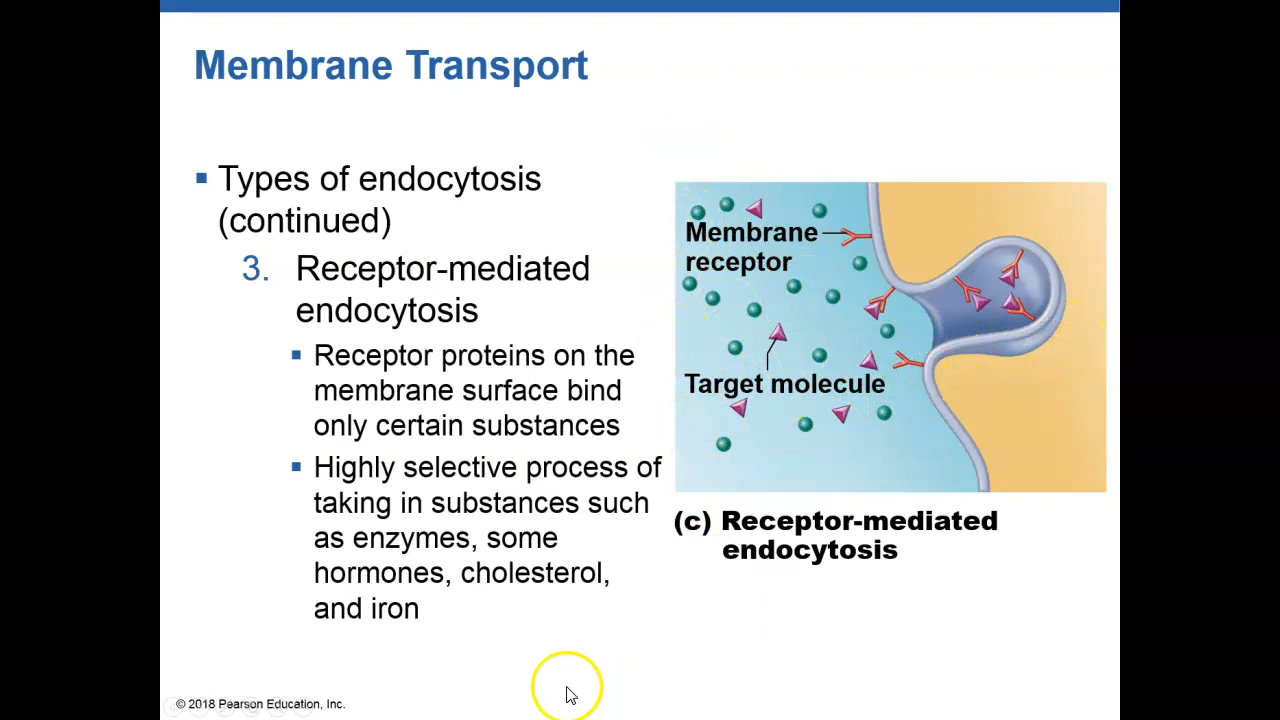 Membrane Transport
▪ Types of endocytosis
(continued)
3. Receptor-mediated
endocytosis
▪ Receptor proteins on the
membrane surface bind
only certain substances
▪ Highly selective process of
taking in substances such
as enzymes, some
hormones, cholesterol,
and iron
Membrane
receptor
Target molecule
(c) Receptor-mediated
endocytosis
© 2018 Pearson Education, Inc.